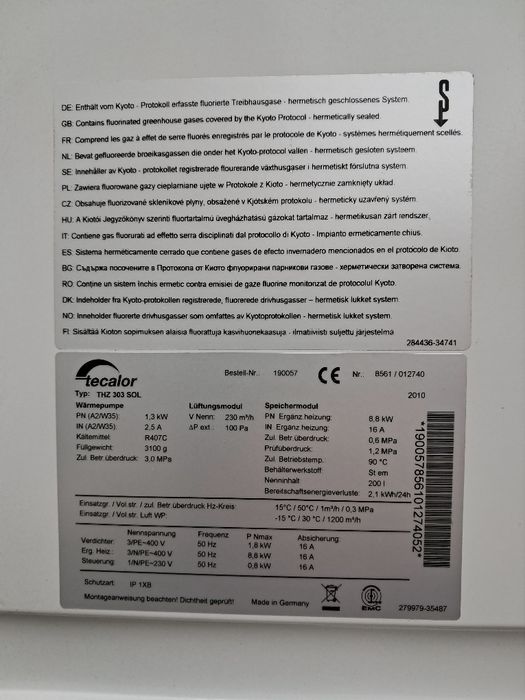 DE: Enthält vom Kyoto - Protokoll erfasste fluorierte Treibhausgase - hermetisch geschlossenes System.
GB: Contains fluorinated greenhouse gases covered by the Kyoto Protocol - hermetically sealed.
FR: Comprend les gaz à effet de serre fluorés enregistrés par le protocole de Kyoto - systèmes hermétiquement scellés.
NL: Bevat gefluoreerde broeikasgassen die onder het Kyoto-protocol vallen - hermetisch gesloten systeem.
SE: Innehåller av Kyoto - protokollet registrerade flourerande växthusgaser i hermetiskt förslutna system.
PL: Zawiera fluorowane gazy cieplarniane ujęte w Protokole z Kioto - hermetycznie zamknięty układ.
CZ: Obsahuje fluorizované sklenikové plyny, obsažené v Kjótském protokolu - hermeticky uzavřený systém.
HU: A Kiotói Jegyzőkönyv szerinti fluortartalmú üvegházhatású gázokat tartalmaz - hermetikusan zárt rendszer.
IT: Contiene gas fluorurati ad effetto serra disciplinati dal protocollo di Kyoto - Impianto ermeticamente chius.
ES: Sistema herméticamente cerrado que contiene gases de efecto invernadero mencionados en el protócolo de Kioto.
BG: Съдържа посочените в Протокола от Киото флуорирани парникови газове - херметически затворена система.
RO: Conține un sistem închis ermetic contra emisiei de gaze fluorine monitorizat de protocolul Kyoto.
DK: Indeholder fra Kyoto-protokollen registrerede, fluorerede drivhusgasser – hermetisk lukket system.
NO: Inneholder fluorerte drivhusgasser som omfattes av Kyotoprotokollen - hermetisk lukket system.
FI: Sisältää Kioton sopimuksen alaisia fluorattuja kasvihuonekaasuja - ilmatiiviisti suljettu järjestelmä
284436-34741
tecalor Bestell-Nr.: 190057 CE Nr.: 8561 / 012740
Typ: THZ 303 SOL 2010
Wärmepumpe Lüftungsmodul Speichermodul
PN (A2/W35): 1,3 kW V Nenn: 230 m³/h PN Ergänz.heizung: 8,8 kW
IN (A2/W35): 2,5 A ΔP ext.: 100 Pa IN Ergänz.heizung: 16 A
Kältemittel: R407C Zul. Betr.überdruck: 0,6 MPa
Füllgewicht: 3100 g Prüfüberdruck: 1,2 MPa
Zul. Betr.überdruck: 3,0 MPa Zul. Betriebstemp.: 90 °C
Behälterwerkstoff: St em
Nenninhalt: 200 l
Bereitschaftsenergieverluste: 2,1 kWh/24h
Einsatzgr. / Vol str. / zul. Betr überdruck Hz-Kreis: 15°C / 50°C / 1m³/h / 0,3 MPa
Einsatzgr. / Vol str. Luft WP: -15 °C / 30 °C / 1200 m³/h
Nennspannung Frequenz P Nmax Absicherung:
Verdichter: 3/PE~400 V 50 Hz 1,8 kW 16 A
Erg. Heiz.: 3/N/PE~400 V 50 Hz 8,8 kW 16 A
Steuerung: 1/N/PE~230 V 50 Hz 0,8 kW 16 A
Schutzart: IP 1XB
Montageanweisung beachten! Dichtheit geprüft! Made in Germany EMC 279979-35487
*190057856101274052*